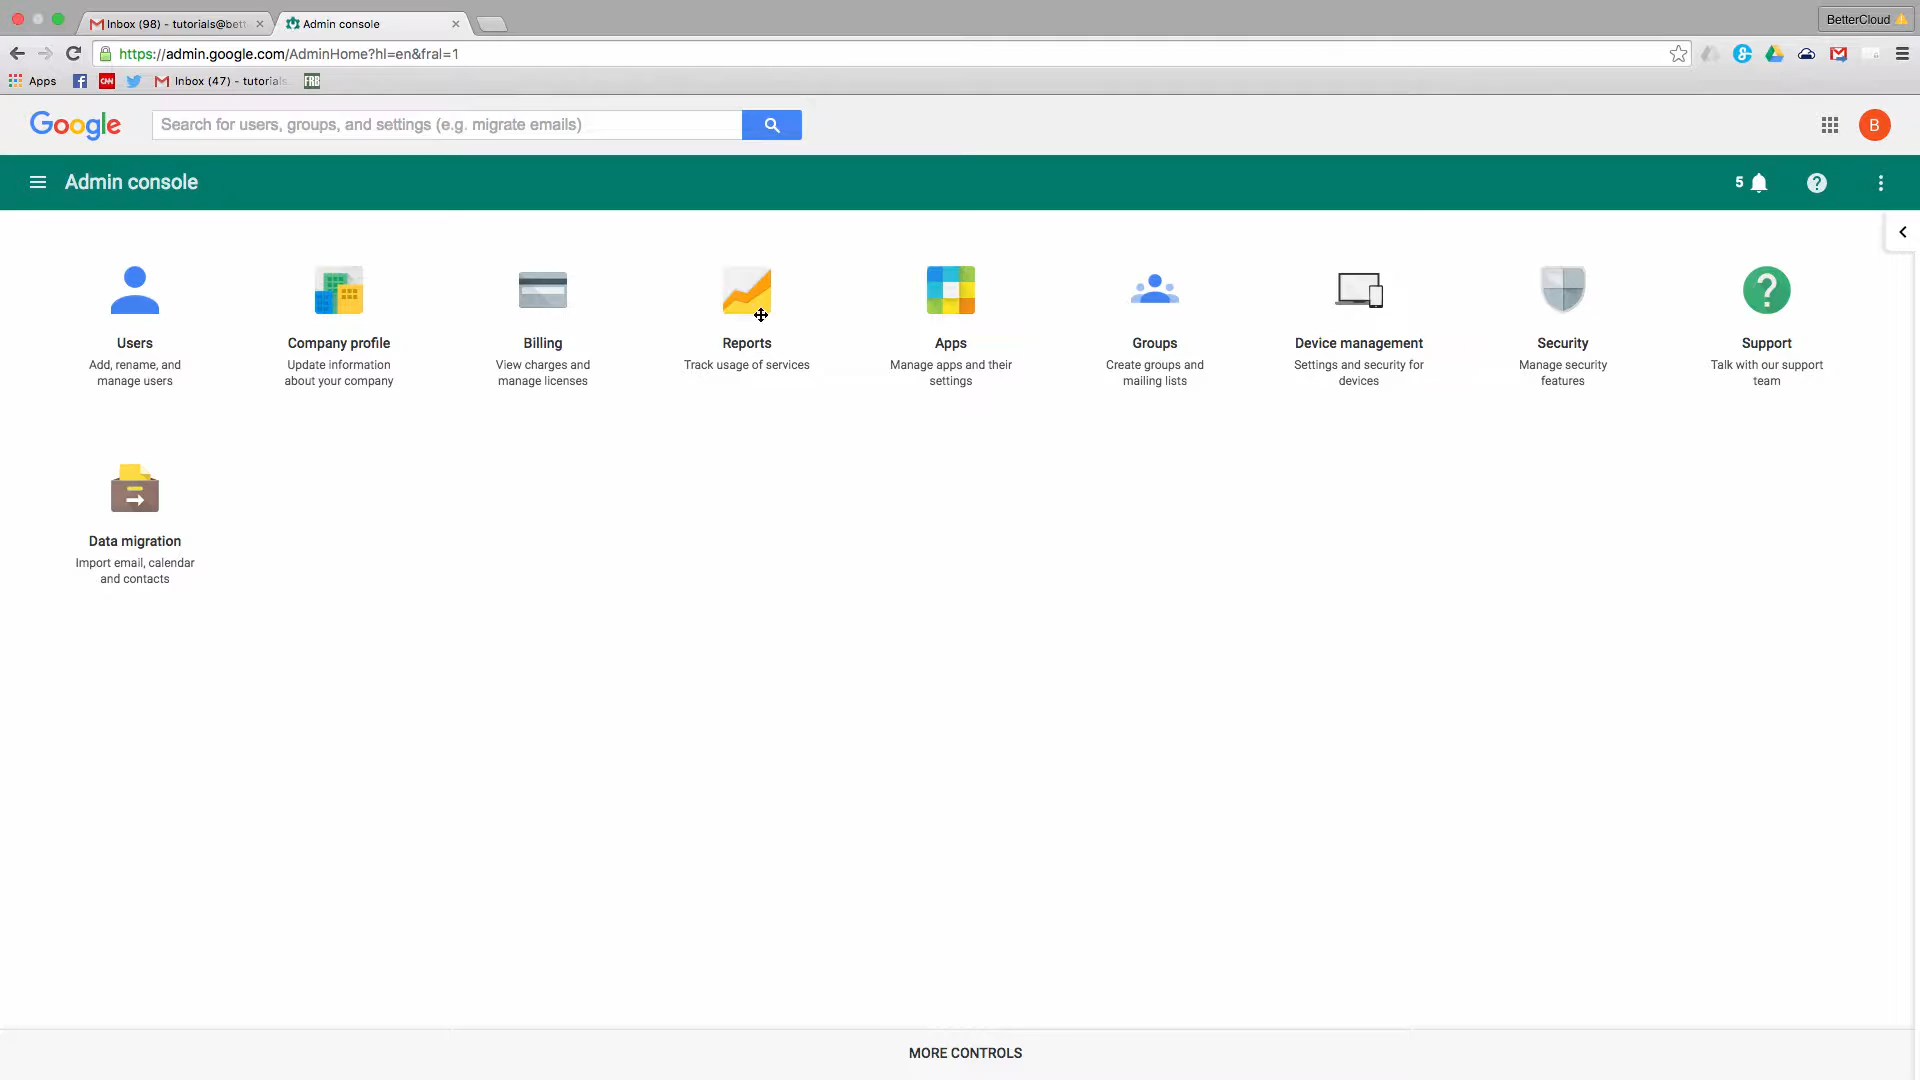 Inbox (98) - tutorials@bett
Admin console
BetterCloud
https://admin.google.com/AdminHome?hl=en&fral=1
Apps
CNN
Inbox (47) - tutorials
FRB
Google
Search for users, groups, and settings (e.g. migrate emails)
B
Admin console
5
?
Users
Add, rename, and
manage users
Company profile
Update information
about your company
Billing
View charges and
manage licenses
Reports
Track usage of services
Apps
Manage apps and their
settings
Groups
Create groups and
mailing lists
Device management
Settings and security for
devices
Security
Manage security
features
?
Support
Talk with our support
team
Data migration
Import email, calendar
and contacts
MORE CONTROLS